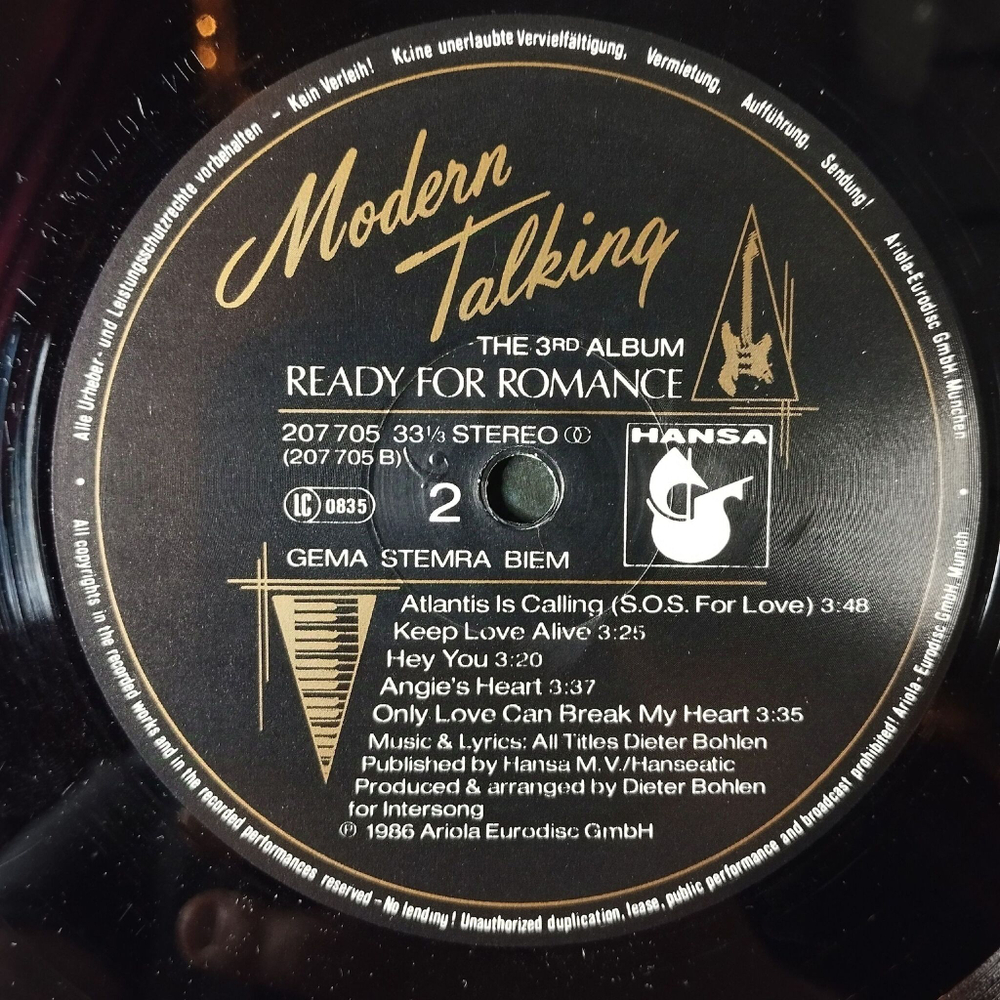 Alle Urheber- und Leistungsschutzrechte vorbehalten - Kein Verleih! Keine unerlaubte Vervielfältigung, Vermietung, Aufführung, Sendung! Ariola-Eurodisc GmbH, München
Modern
Talking
THE 3RD ALBUM
READY FOR ROMANCE
207 705 33⅓ STEREO
(207 705 B)
HANSA
LC 0835
2
GEMA STEMRA BIEM
Atlantis Is Calling (S.O.S. For Love) 3:48
Keep Love Alive 3:25
Hey You 3:20
Angie's Heart 3:37
Only Love Can Break My Heart 3:35
Music & Lyrics: All Titles Dieter Bohlen
Published by Hansa M.V./Hanseatic
Produced & arranged by Dieter Bohlen
for Intersong
℗ 1986 Ariola Eurodisc GmbH
All copyrights in the recorded works and in the recorded performances reserved - No lending! Unauthorized duplication, lease, public performance and broadcast prohibited! Ariola-Eurodisc GmbH, Munich